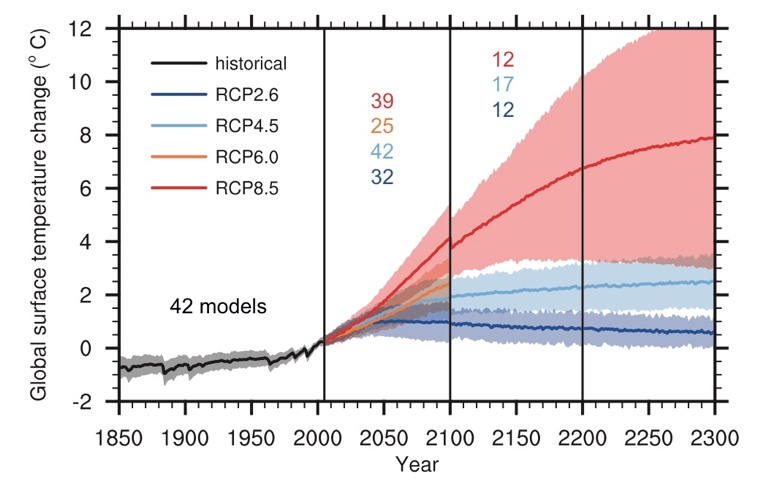 Global surface temperature change (° C)
12
10
8
6
4
2
0
-2
historical
RCP2.6
RCP4.5
RCP6.0
RCP8.5
42 models
39
25
42
32
12
17
12
1850 1900 1950 2000 2050 2100 2150 2200 2250 2300
Year